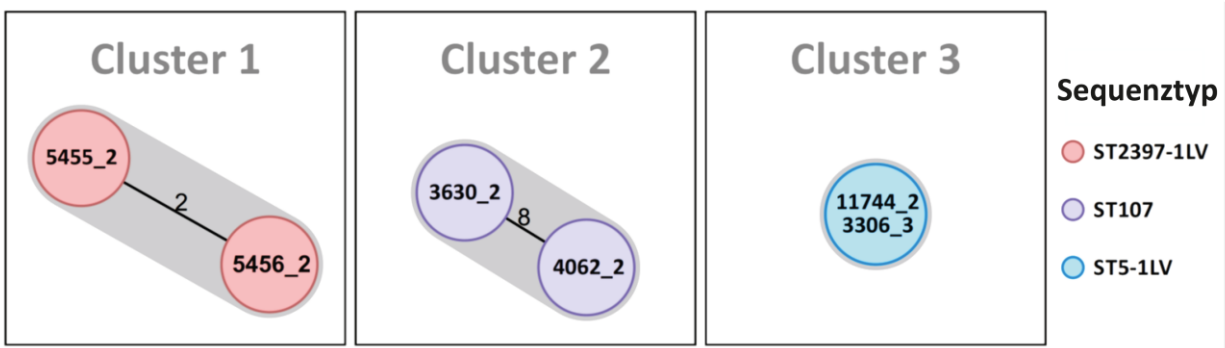 Cluster 1
5455_2
2
5456_2
Cluster 2
3630_2
8
4062_2
Cluster 3
11744_2
3306_3
Sequenztyp
ST2397-1LV
ST107
ST5-1LV